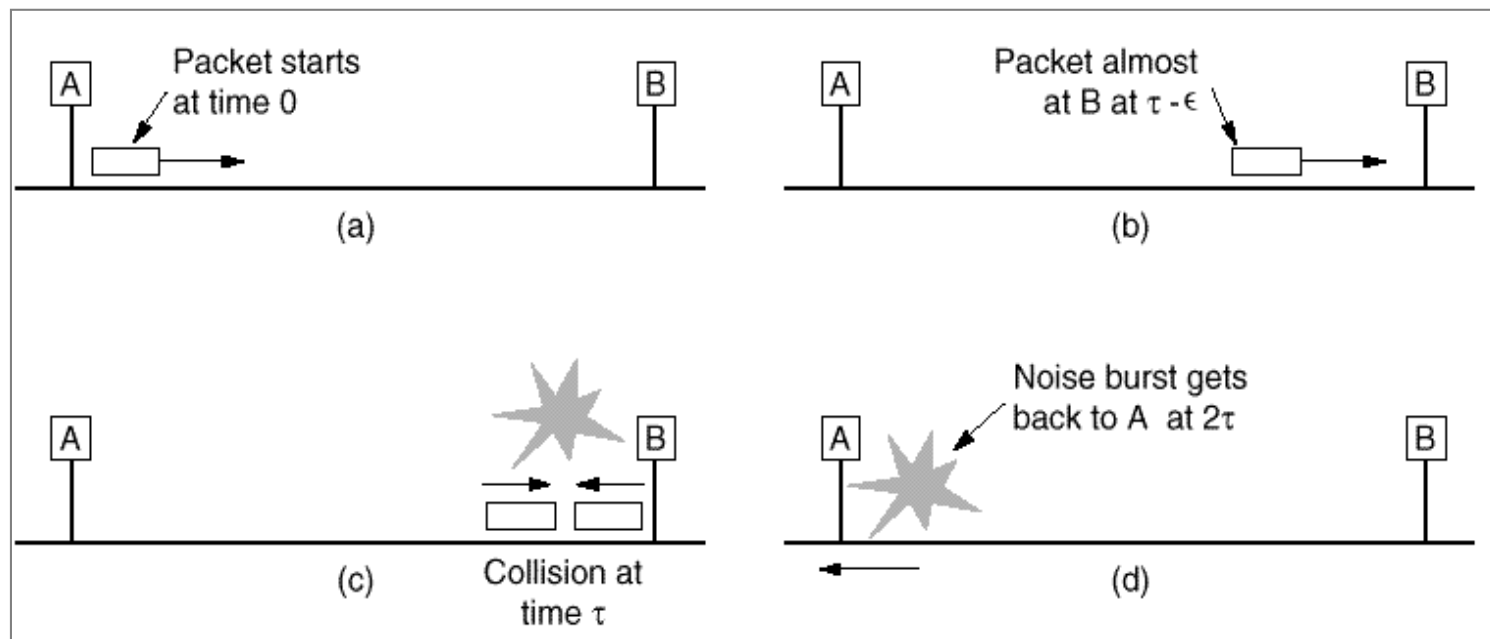 A
Packet starts
at time 0
B
(a)
A
Packet almost
at B at τ -ϵ
B
(b)
A
B
(c)
Collision at
time τ
A
Noise burst gets
back to A at 2τ
B
(d)